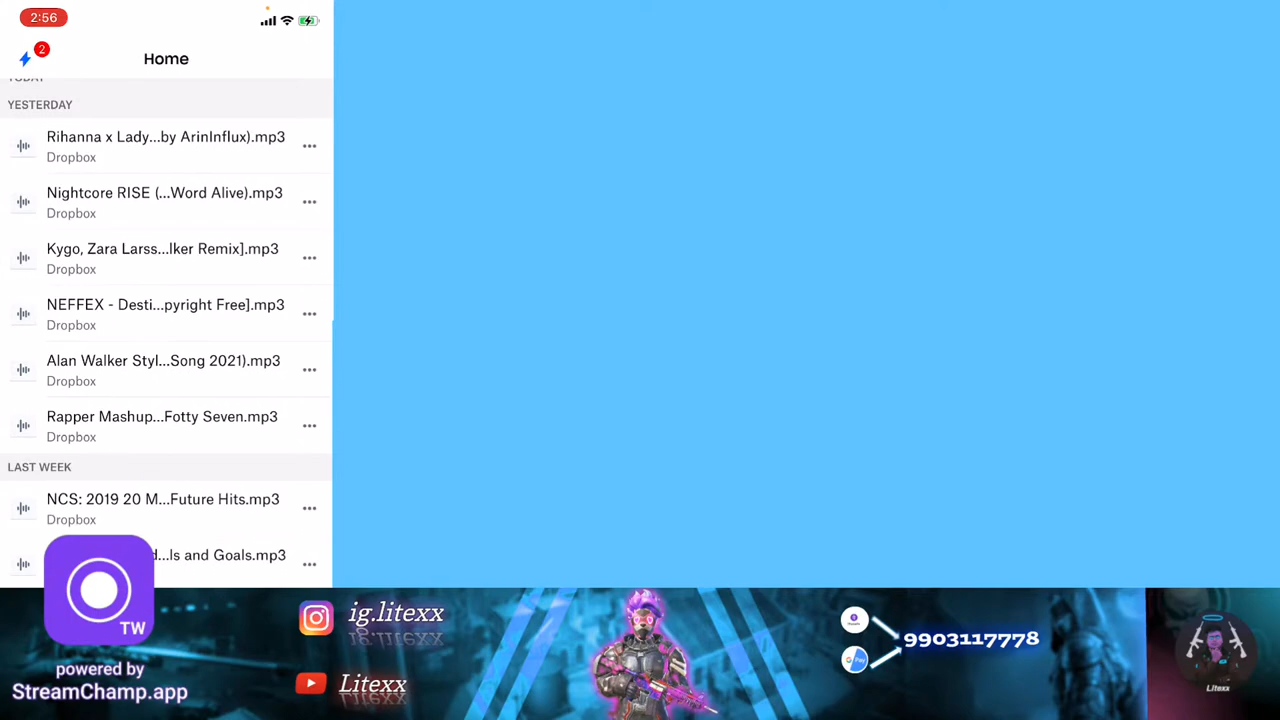 2:56
2
Home
TODAY
YESTERDAY
Rihanna x Lady...by ArinInflux).mp3
Dropbox
Nightcore RISE (...Word Alive).mp3
Dropbox
Kygo, Zara Larss...lker Remix].mp3
Dropbox
NEFFEX - Desti...pyright Free].mp3
Dropbox
Alan Walker Styl...Song 2021).mp3
Dropbox
Rapper Mashup...Fotty Seven.mp3
Dropbox
LAST WEEK
NCS: 2019 20 M...Future Hits.mp3
Dropbox
d...ls and Goals.mp3
TW
powered by
StreamChamp.app
ig.litexx
Litexx
G Pay
9903117778
Litexx